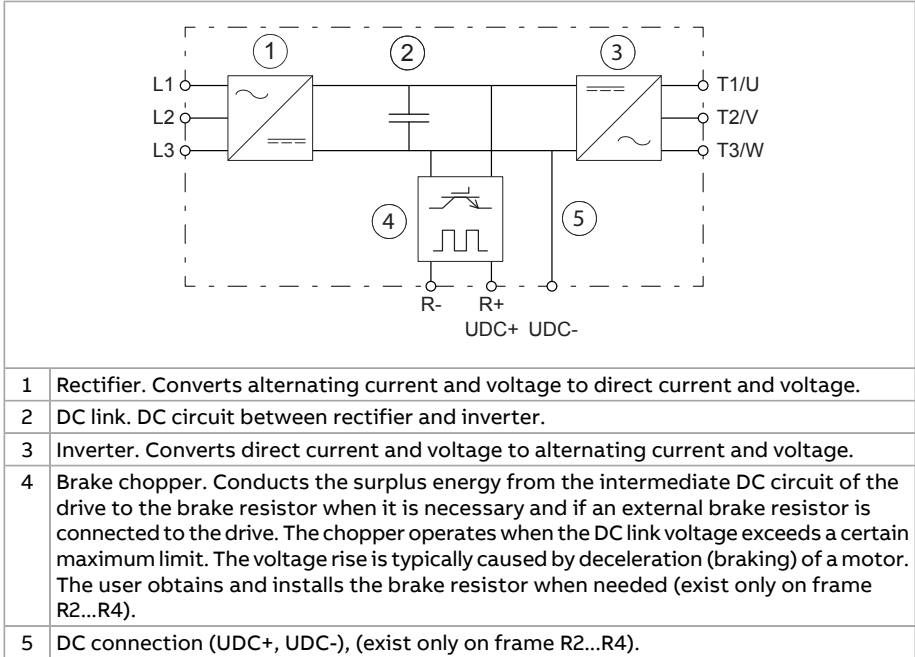 1 2 3
L1 T1/U
L2 T2/V
L3 T3/W
4 5
R- R+
UDC+ UDC-
1 Rectifier. Converts alternating current and voltage to direct current and voltage.
2 DC link. DC circuit between rectifier and inverter.
3 Inverter. Converts direct current and voltage to alternating current and voltage.
4 Brake chopper. Conducts the surplus energy from the intermediate DC circuit of the
drive to the brake resistor when it is necessary and if an external brake resistor is
connected to the drive. The chopper operates when the DC link voltage exceeds a certain
maximum limit. The voltage rise is typically caused by deceleration (braking) of a motor.
The user obtains and installs the brake resistor when needed (exist only on frame
R2...R4).
5 DC connection (UDC+, UDC-), (exist only on frame R2...R4).